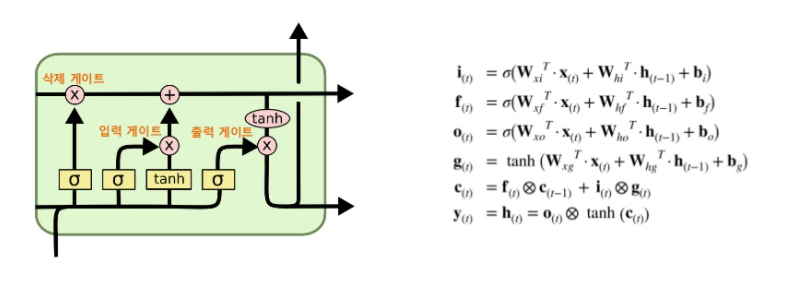 삭제 게이트
x
+
tanh
입력 게이트
출력 게이트
x
x
σ
σ
tanh
σ
i(t) = σ(Wxi^T · x(t) + Whi^T · h(t−1) + bi)
f(t) = σ(Wxf^T · x(t) + Whf^T · h(t−1) + bf)
o(t) = σ(Wxo^T · x(t) + Who^T · h(t−1) + bo)
g(t) = tanh (Wxg^T · x(t) + Whg^T · h(t−1) + bg)
c(t) = f(t) ⊗ c(t−1) + i(t) ⊗ g(t)
y(t) = h(t) = o(t) ⊗ tanh (c(t))